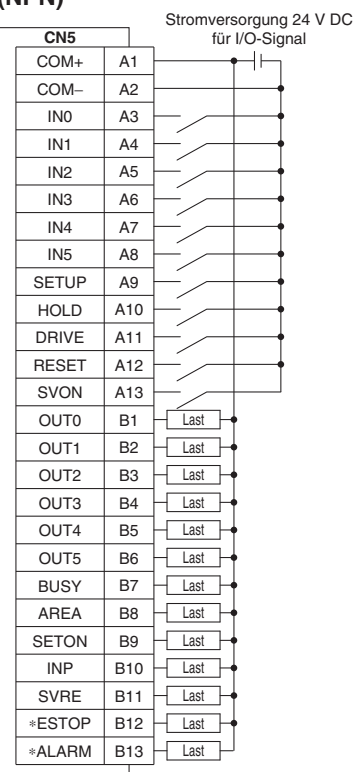 (NPN)
Stromversorgung 24 V DC
für I/O-Signal
CN5
COM+ A1
COM− A2
IN0 A3
IN1 A4
IN2 A5
IN3 A6
IN4 A7
IN5 A8
SETUP A9
HOLD A10
DRIVE A11
RESET A12
SVON A13
OUT0 B1 Last
OUT1 B2 Last
OUT2 B3 Last
OUT3 B4 Last
OUT4 B5 Last
OUT5 B6 Last
BUSY B7 Last
AREA B8 Last
SETON B9 Last
INP B10 Last
SVRE B11 Last
∗ESTOP B12 Last
∗ALARM B13 Last